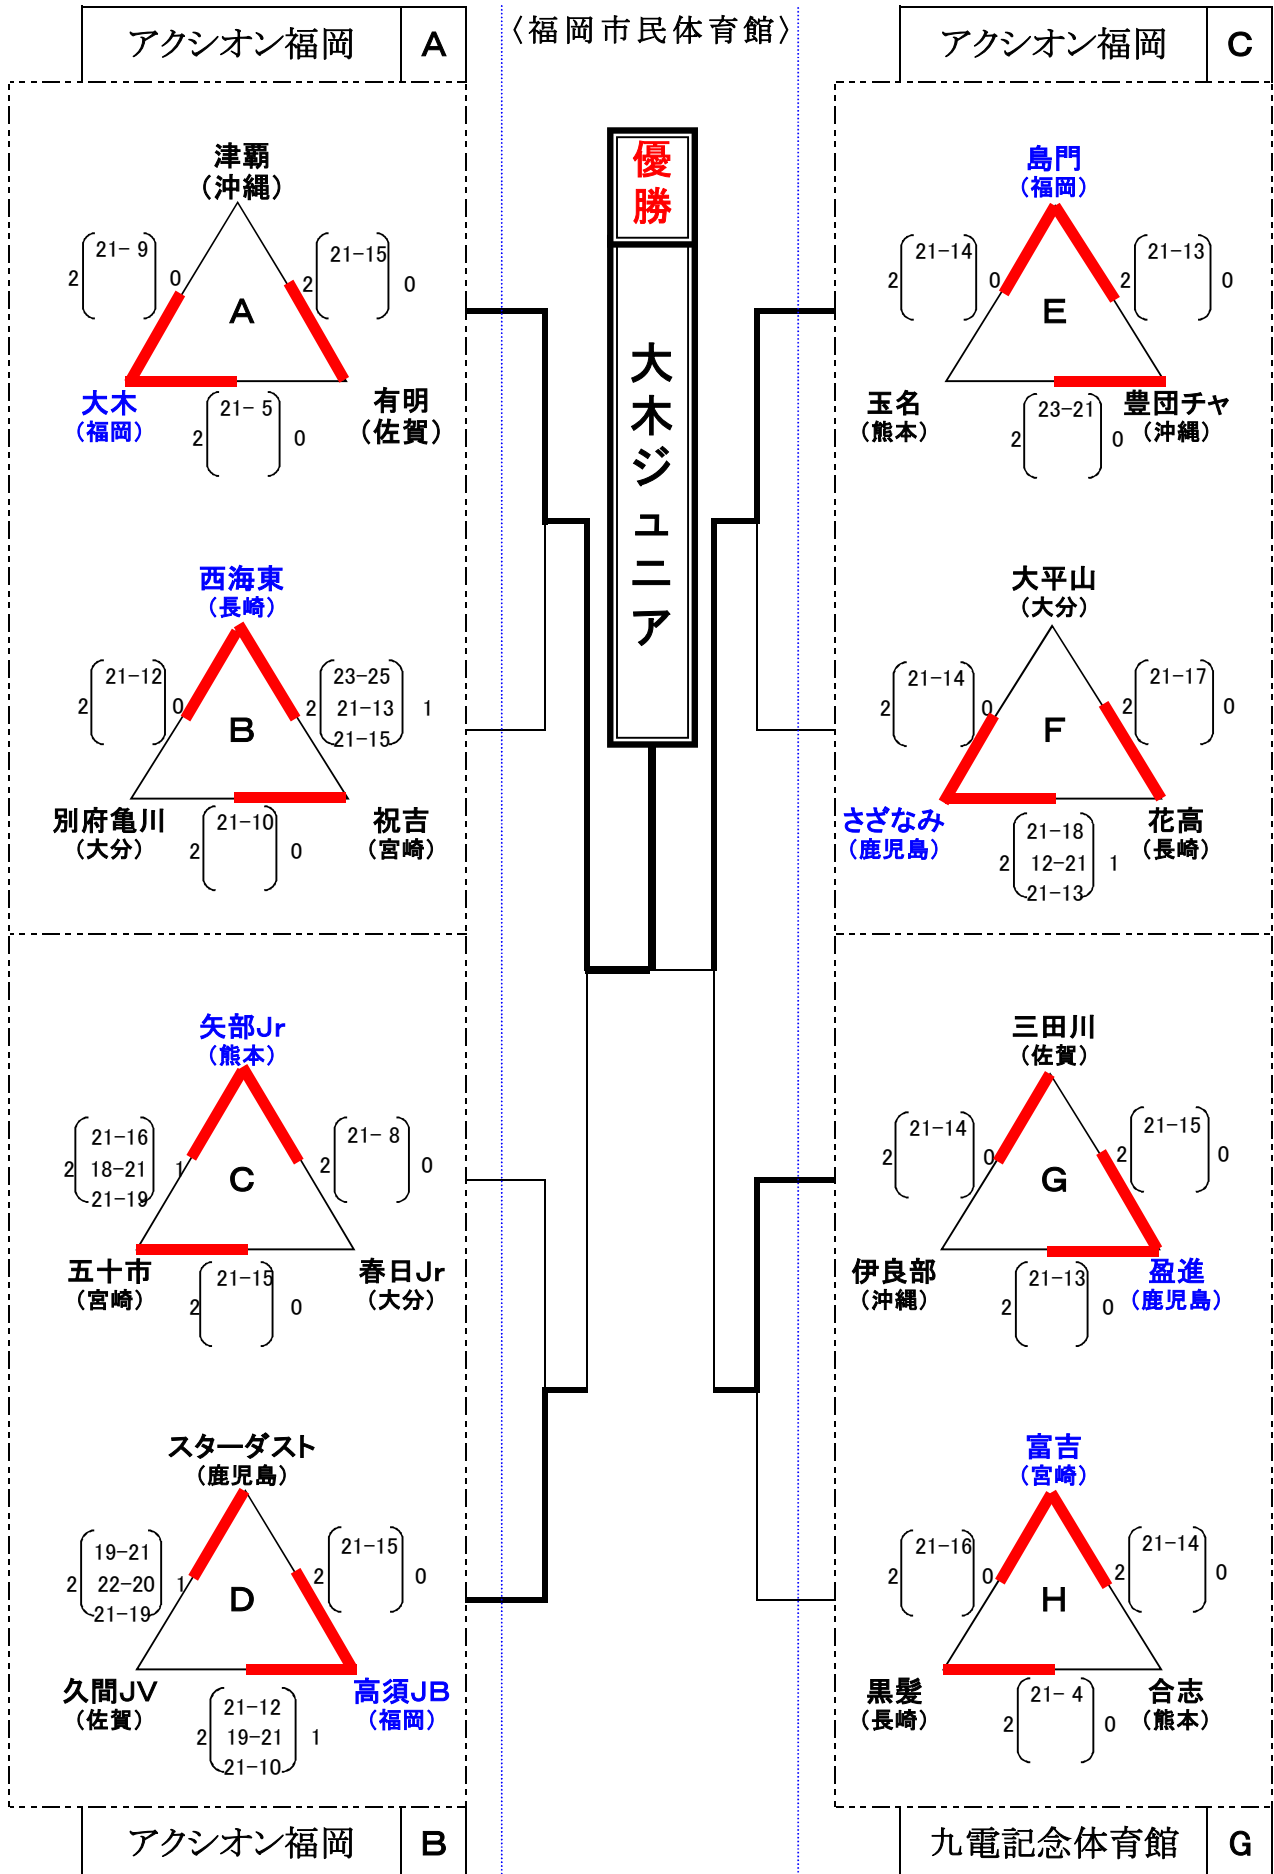 アクシオン福岡 A
〈福岡市民体育館〉
アクシオン福岡 C
優勝
大木ジュニア
津覇
(沖縄)
2 21- 9 0
2 21-15 0
A
大木
(福岡)
有明
(佐賀)
2 21- 5 0
西海東
(長崎)
2 21-12 0
2 23-25 1
21-13
21-15
B
別府亀川
(大分)
祝吉
(宮崎)
2 21-10 0
矢部Jr
(熊本)
2 21-16 1
18-21
21-19
2 21- 8 0
C
五十市
(宮崎)
春日Jr
(大分)
2 21-15 0
スターダスト
(鹿児島)
2 19-21 1
22-20
21-19
2 21-15 0
D
久間JV
(佐賀)
高須JB
(福岡)
2 21-12 1
19-21
21-10
アクシオン福岡 B
島門
(福岡)
2 21-14 0
2 21-13 0
E
玉名
(熊本)
豊団チャ
(沖縄)
2 23-21 0
大平山
(大分)
2 21-14 0
2 21-17 0
F
さざなみ
(鹿児島)
花高
(長崎)
2 21-18 1
12-21
21-13
三田川
(佐賀)
2 21-14 0
2 21-15 0
G
伊良部
(沖縄)
盈進
(鹿児島)
2 21-13 0
富吉
(宮崎)
2 21-16 0
2 21-14 0
H
黒髪
(長崎)
合志
(熊本)
2 21- 4 0
九電記念体育館 G